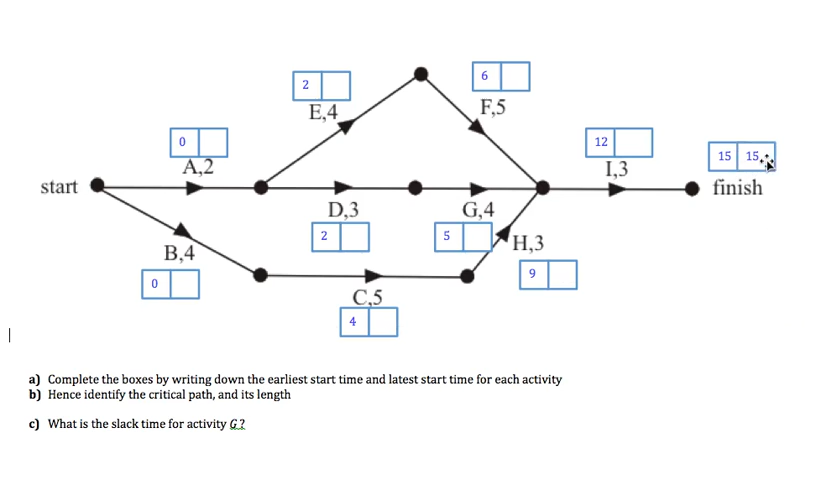 2
6
E,4
F,5
0
12
A,2
I,3
15 15
start
finish
D,3
G,4
2
5
B,4
H,3
0
9
C,5
4
a) Complete the boxes by writing down the earliest start time and latest start time for each activity
b) Hence identify the critical path, and its length
c) What is the slack time for activity G?